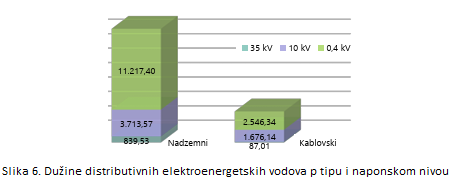 35 kV 10 kV 0,4 kV
11.217,40
3.713,57
839,53
Nadzemni
2.546,34
1.676,14
87,01
Kablovski
Slika 6. Dužine distributivnih elektroenergetskih vodova p tipu i naponskom nivou